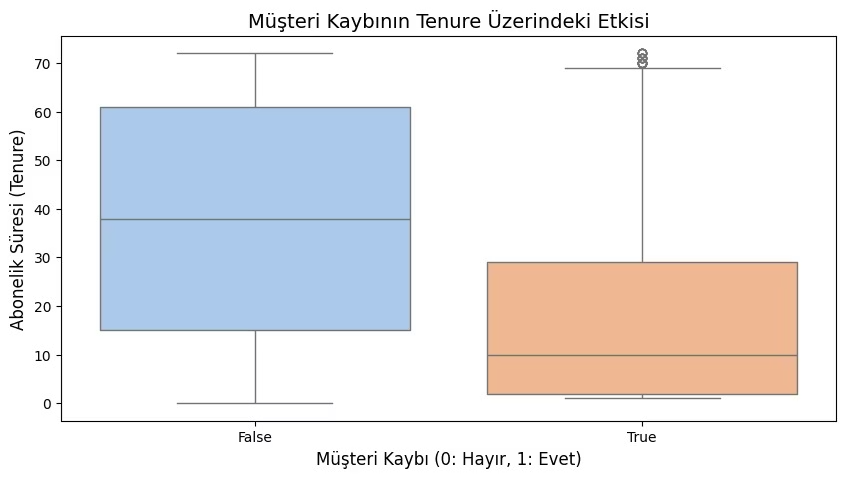 Müşteri Kaybının Tenure Üzerindeki Etkisi
Abonelik Süresi (Tenure)
70
60
50
40
30
20
10
0
False
True
Müşteri Kaybı (0: Hayır, 1: Evet)